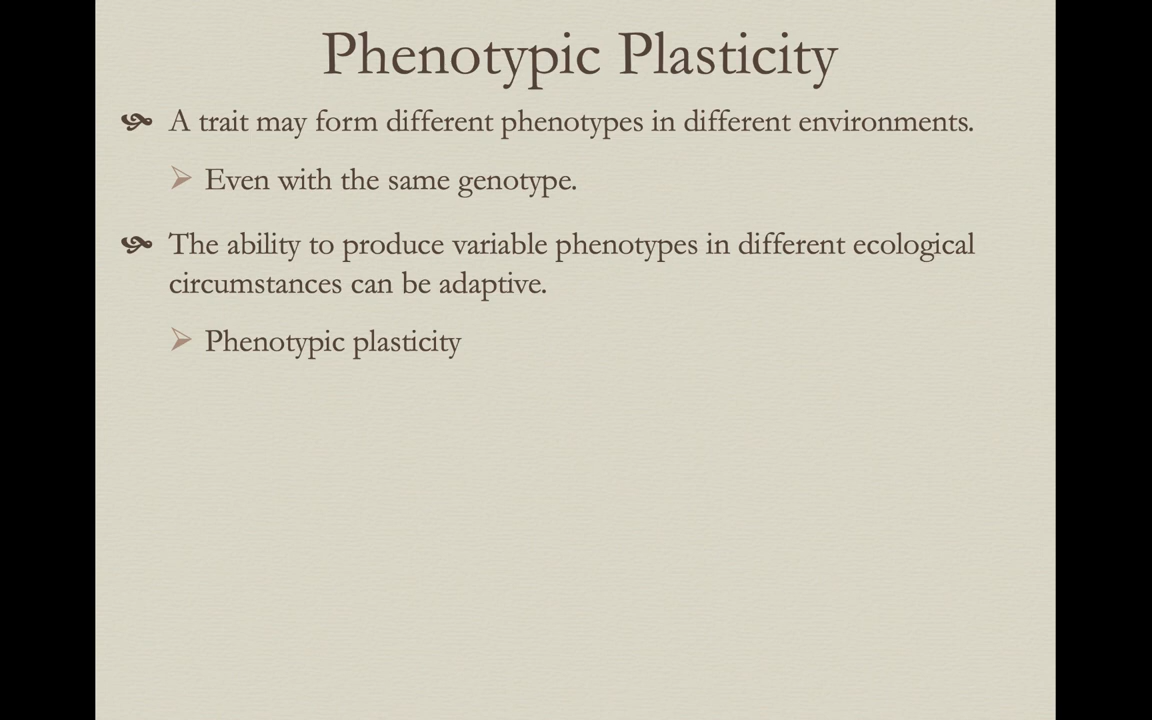 Phenotypic Plasticity
A trait may form different phenotypes in different environments.
Even with the same genotype.
The ability to produce variable phenotypes in different ecological
circumstances can be adaptive.
Phenotypic plasticity